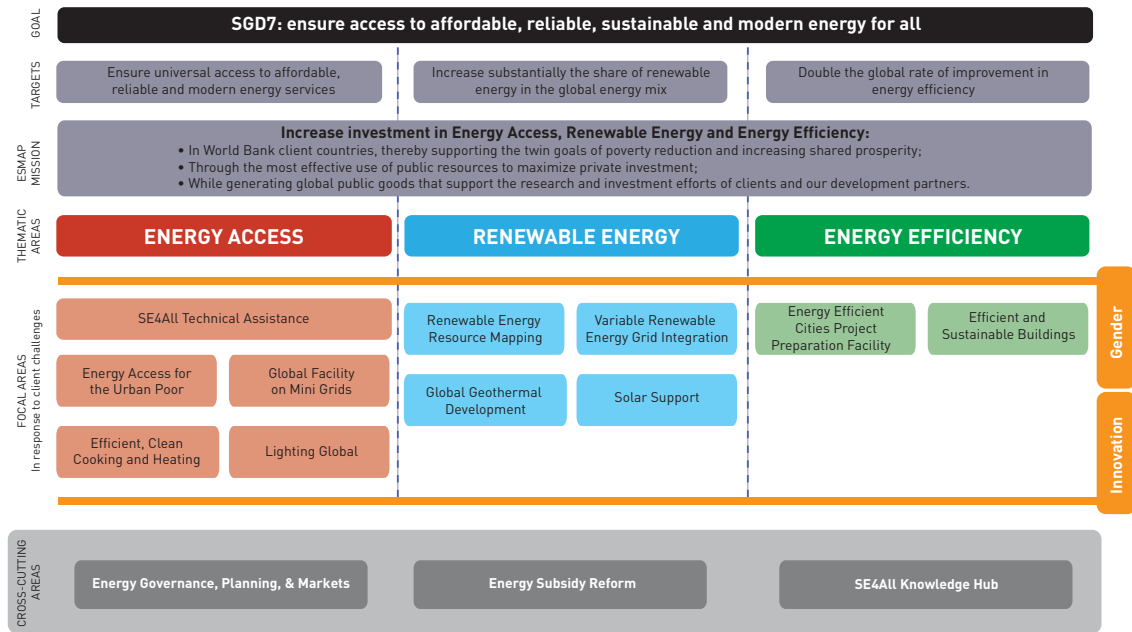 GOAL
SGD7: ensure access to affordable, reliable, sustainable and modern energy for all
TARGETS
Ensure universal access to affordable,
reliable and modern energy services
Increase substantially the share of renewable
energy in the global energy mix
Double the global rate of improvement in
energy efficiency
ESMAP
MISSION
Increase investment in Energy Access, Renewable Energy and Energy Efficiency:
• In World Bank client countries, thereby supporting the twin goals of poverty reduction and increasing shared prosperity;
• Through the most effective use of public resources to maximize private investment;
• While generating global public goods that support the research and investment efforts of clients and our development partners.
THEMATIC
AREAS
ENERGY ACCESS
RENEWABLE ENERGY
ENERGY EFFICIENCY
FOCAL AREAS
In response to client challenges
SE4All Technical Assistance
Energy Access for
the Urban Poor
Global Facility
on Mini Grids
Efficient, Clean
Cooking and Heating
Lighting Global
Renewable Energy
Resource Mapping
Variable Renewable
Energy Grid Integration
Global Geothermal
Development
Solar Support
Energy Efficient
Cities Project
Preparation Facility
Efficient and
Sustainable Buildings
Gender
Innovation
CROSS-CUTTING
AREAS
Energy Governance, Planning, & Markets
Energy Subsidy Reform
SE4All Knowledge Hub